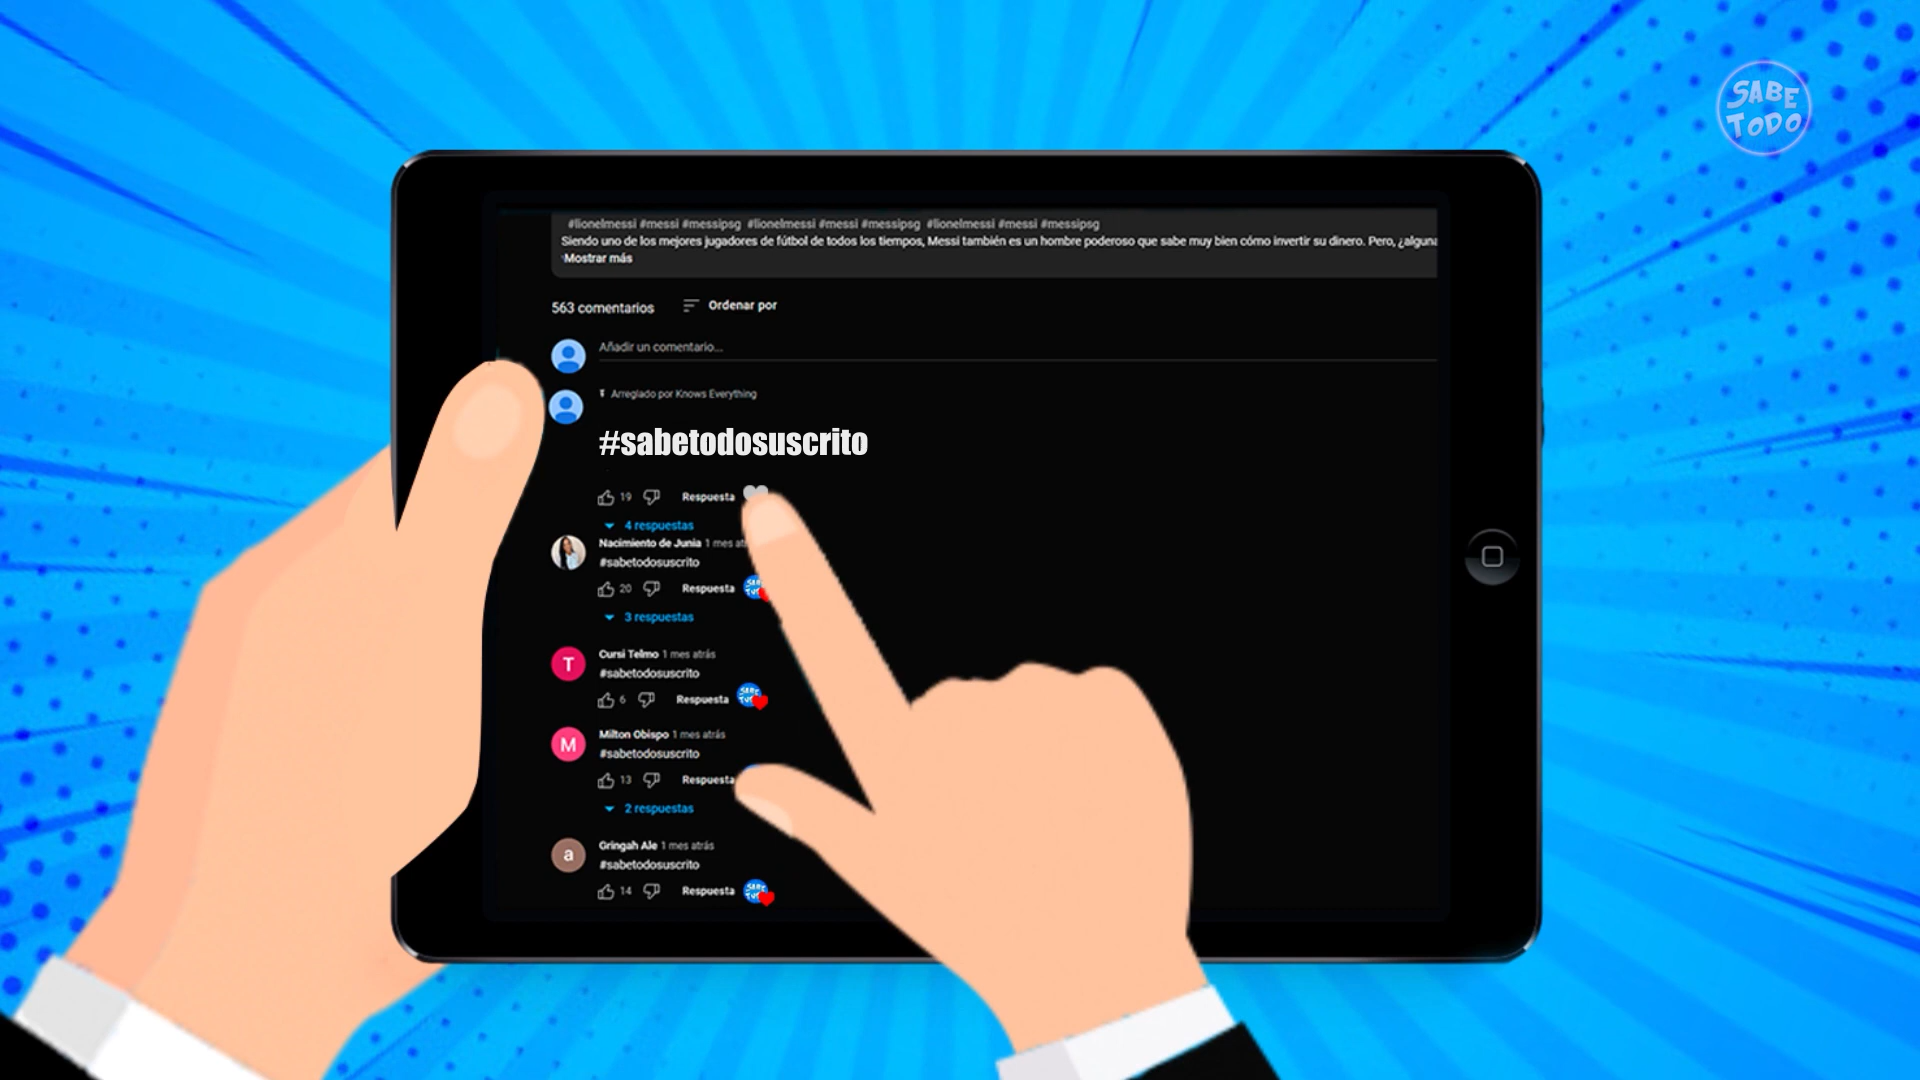 SABE
TODO
#lionelmessi #messi #messipsg #lionelmessi #messi #messipsg #lionelmessi #messi #messipsg
Siendo uno de los mejores jugadores de fútbol de todos los tiempos, Messi también es un hombre poderoso que sabe muy bien cómo invertir su dinero. Pero, ¿alguna
Mostrar más
563 comentarios Ordenar por
Añadir un comentario...
Arreglado por Knows Everything
#sabetodosuscrito
19 Respuesta
4 respuestas
Nacimiento de Junia 1 mes
#sabetodosuscrito
20 Respuesta
3 respuestas
Cursi Telmo 1 mes atrás
#sabetodosuscrito
6 Respuesta
Milton Obispo 1 mes atrás
#sabetodosuscrito
13 Respuesta
2 respuestas
Gringah Ale 1 mes atrás
#sabetodosuscrito
14 Respuesta